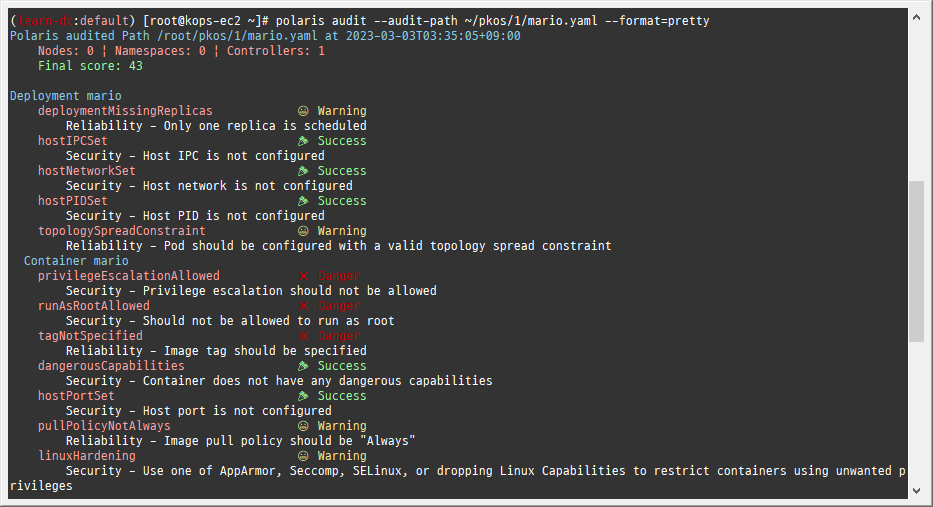 (learn-dc:default) [root@kops-ec2 ~]# polaris audit --audit-path ~/pkos/1/mario.yaml --format=pretty
Polaris audited Path /root/pkos/1/mario.yaml at 2023-03-03T03:35:05+09:00
Nodes: 0 ¦ Namespaces: 0 ¦ Controllers: 1
Final score: 43
Deployment mario
deploymentMissingReplicas 😬 Warning
Reliability - Only one replica is scheduled
hostIPCSet 🎉 Success
Security - Host IPC is not configured
hostNetworkSet 🎉 Success
Security - Host network is not configured
hostPIDSet 🎉 Success
Security - Host PID is not configured
topologySpreadConstraint 😬 Warning
Reliability - Pod should be configured with a valid topology spread constraint
Container mario
privilegeEscalationAllowed ❌ Danger
Security - Privilege escalation should not be allowed
runAsRootAllowed ❌ Danger
Security - Should not be allowed to run as root
tagNotSpecified ❌ Danger
Reliability - Image tag should be specified
dangerousCapabilities 🎉 Success
Security - Container does not have any dangerous capabilities
hostPortSet 🎉 Success
Security - Host port is not configured
pullPolicyNotAlways 😬 Warning
Reliability - Image pull policy should be "Always"
linuxHardening 😬 Warning
Security - Use one of AppArmor, Seccomp, SELinux, or dropping Linux Capabilities to restrict containers using unwanted p
rivileges